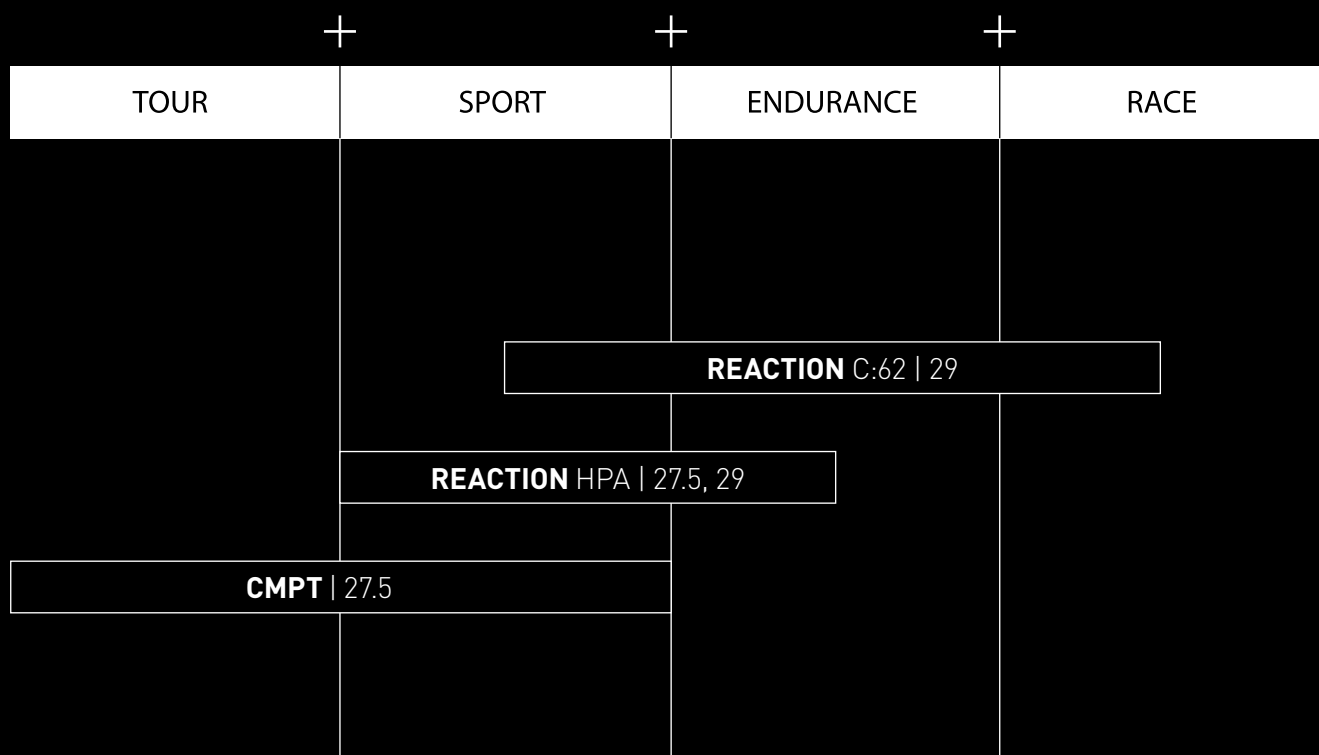 TOUR SPORT ENDURANCE RACE
REACTION C:62 | 29
REACTION HPA | 27.5, 29
CMPT | 27.5